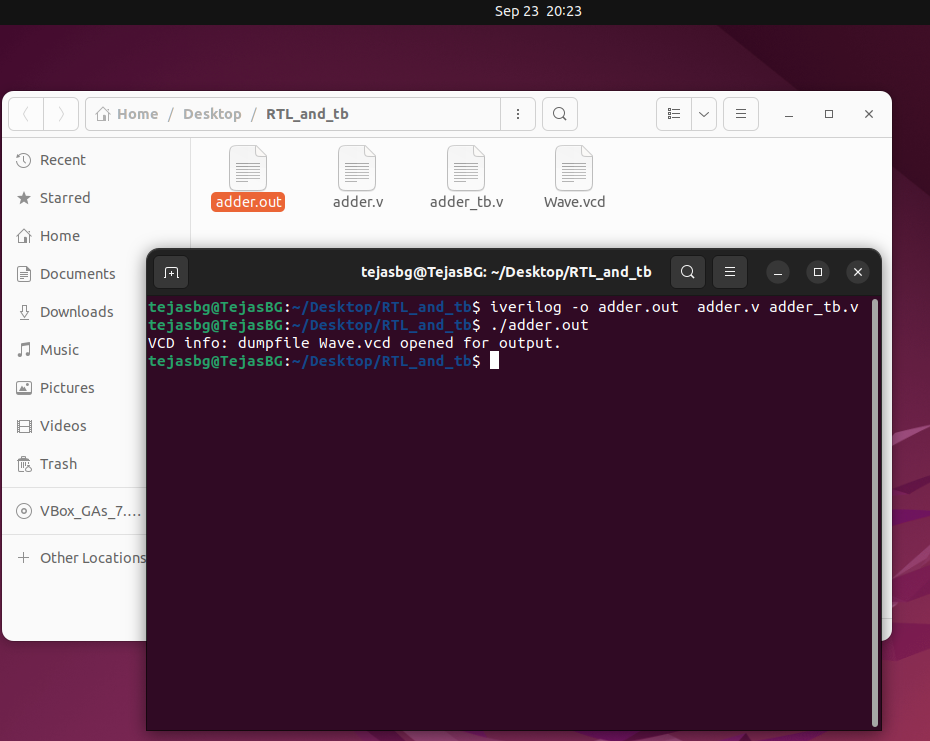 Sep 23 20:23
Home / Desktop / RTL_and_tb
Recent
Starred
Home
Documents
Downloads
Music
Pictures
Videos
Trash
VBox_GAs_7....
+ Other Locations
adder.out
adder.v
adder_tb.v
Wave.vcd
tejasbg@TejasBG: ~/Desktop/RTL_and_tb
tejasbg@TejasBG:~/Desktop/RTL_and_tb$ iverilog -o adder.out  adder.v adder_tb.v
tejasbg@TejasBG:~/Desktop/RTL_and_tb$ ./adder.out
VCD info: dumpfile Wave.vcd opened for output.
tejasbg@TejasBG:~/Desktop/RTL_and_tb$